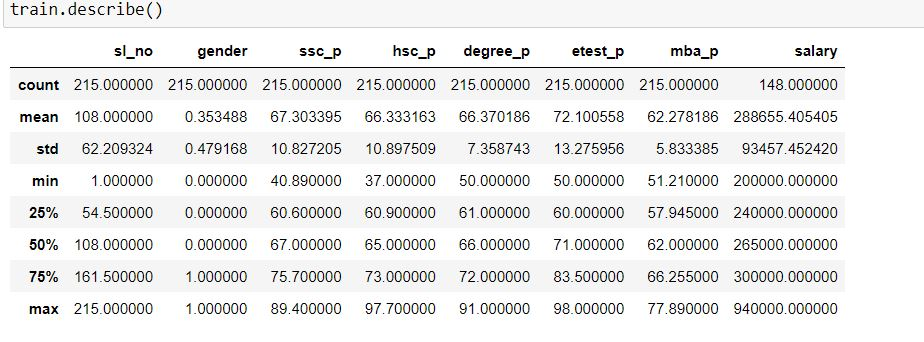 train.describe()
sl_no gender ssc_p hsc_p degree_p etest_p mba_p salary
count 215.000000 215.000000 215.000000 215.000000 215.000000 215.000000 215.000000 148.000000
mean 108.000000 0.353488 67.303395 66.333163 66.370186 72.100558 62.278186 288655.405405
std 62.209324 0.479168 10.827205 10.897509 7.358743 13.275956 5.833385 93457.452420
min 1.000000 0.000000 40.890000 37.000000 50.000000 50.000000 51.210000 200000.000000
25% 54.500000 0.000000 60.600000 60.900000 61.000000 60.000000 57.945000 240000.000000
50% 108.000000 0.000000 67.000000 65.000000 66.000000 71.000000 62.000000 265000.000000
75% 161.500000 1.000000 75.700000 73.000000 72.000000 83.500000 66.255000 300000.000000
max 215.000000 1.000000 89.400000 97.700000 91.000000 98.000000 77.890000 940000.000000